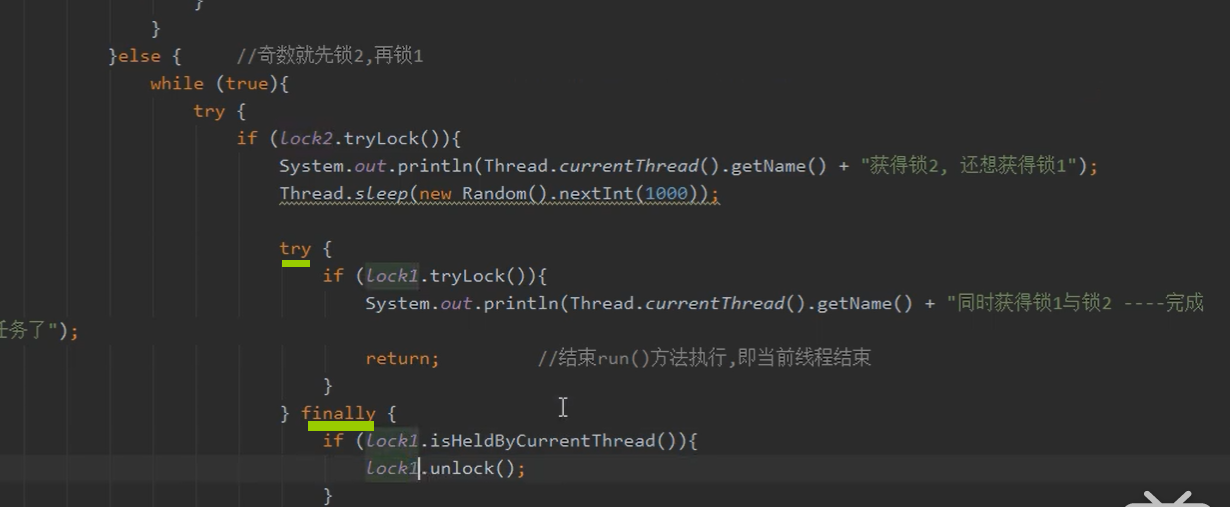 }
}
}else {     //奇数就先锁2,再锁1
while (true){
try {
if (lock2.tryLock()){
System.out.println(Thread.currentThread().getName() + "获得锁2, 还想获得锁1");
Thread.sleep(new Random().nextInt(1000));
try {
if (lock1.tryLock()){
System.out.println(Thread.currentThread().getName() + "同时获得锁1与锁2 ----完成
任务了");
return;         //结束run()方法执行,即当前线程结束
}
} finally {
if (lock1.isHeldByCurrentThread()){
lock1.unlock();
}